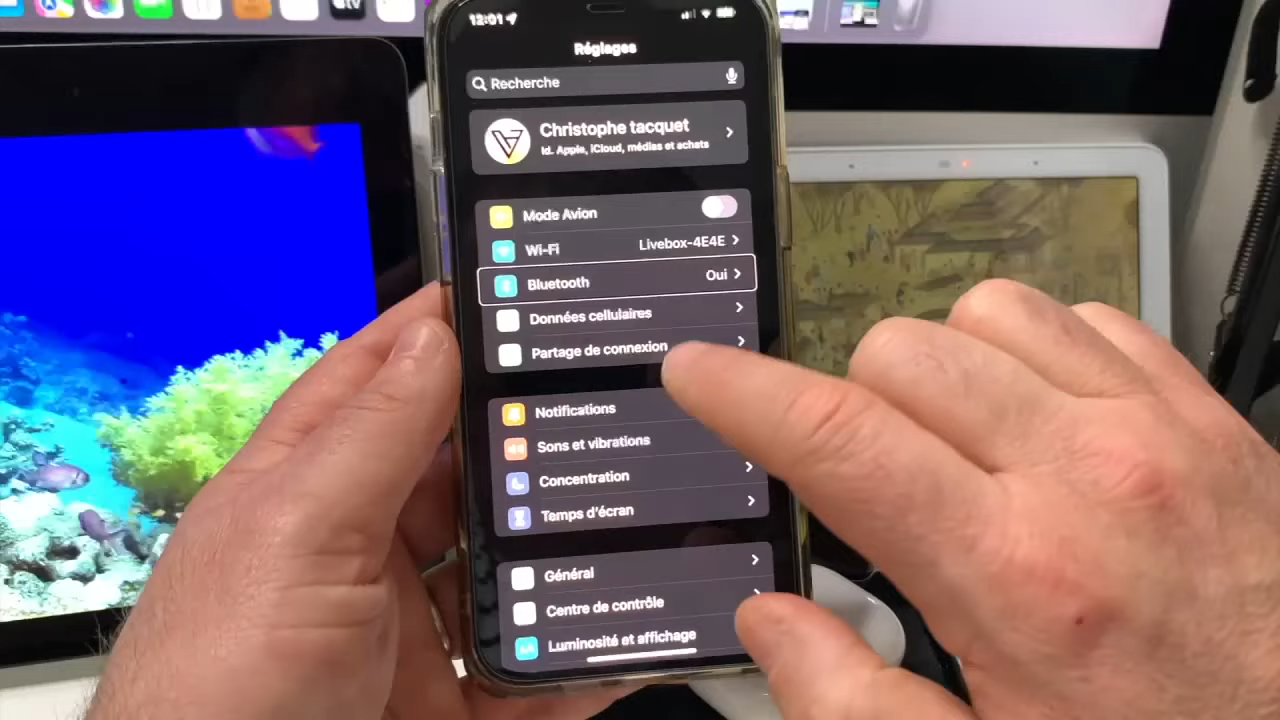 12:01
Réglages
Recherche
Christophe tacquet
Id. Apple, iCloud, médias et achats
Mode Avion
Wi-Fi Livebox-4E4E
Bluetooth Oui
Données cellulaires
Partage de connexion
Notifications
Sons et vibrations
Concentration
Temps d'écran
Général
Centre de contrôle
Luminosité et affichage
tv